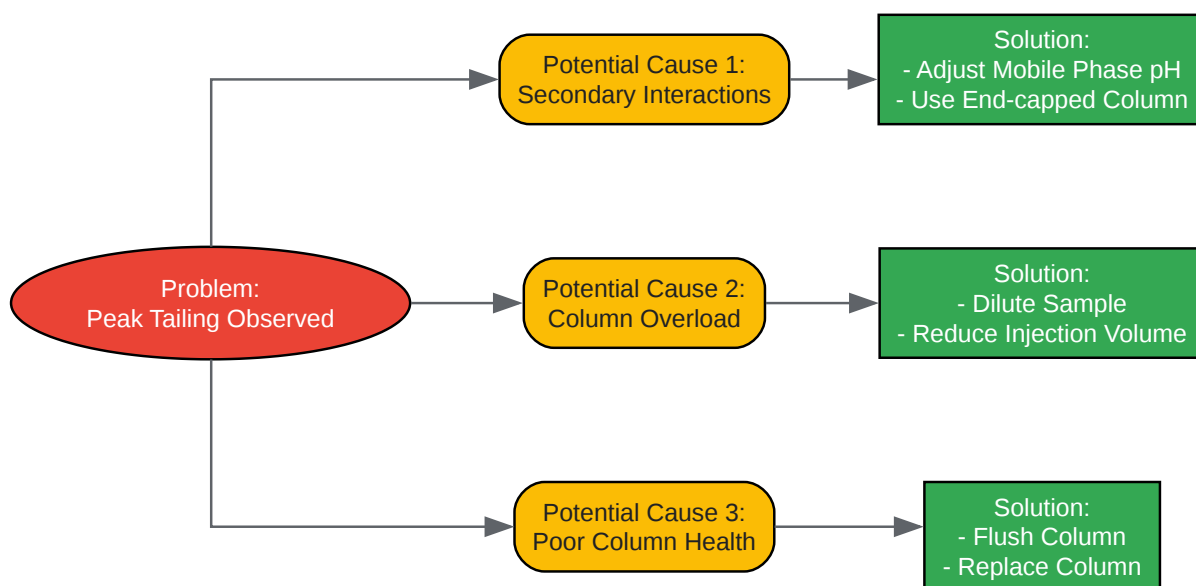 Problem:
Peak Tailing Observed
Potential Cause 1:
Secondary Interactions
Solution:
- Adjust Mobile Phase pH
- Use End-capped Column
Potential Cause 2:
Column Overload
Solution:
- Dilute Sample
- Reduce Injection Volume
Potential Cause 3:
Poor Column Health
Solution:
- Flush Column
- Replace Column